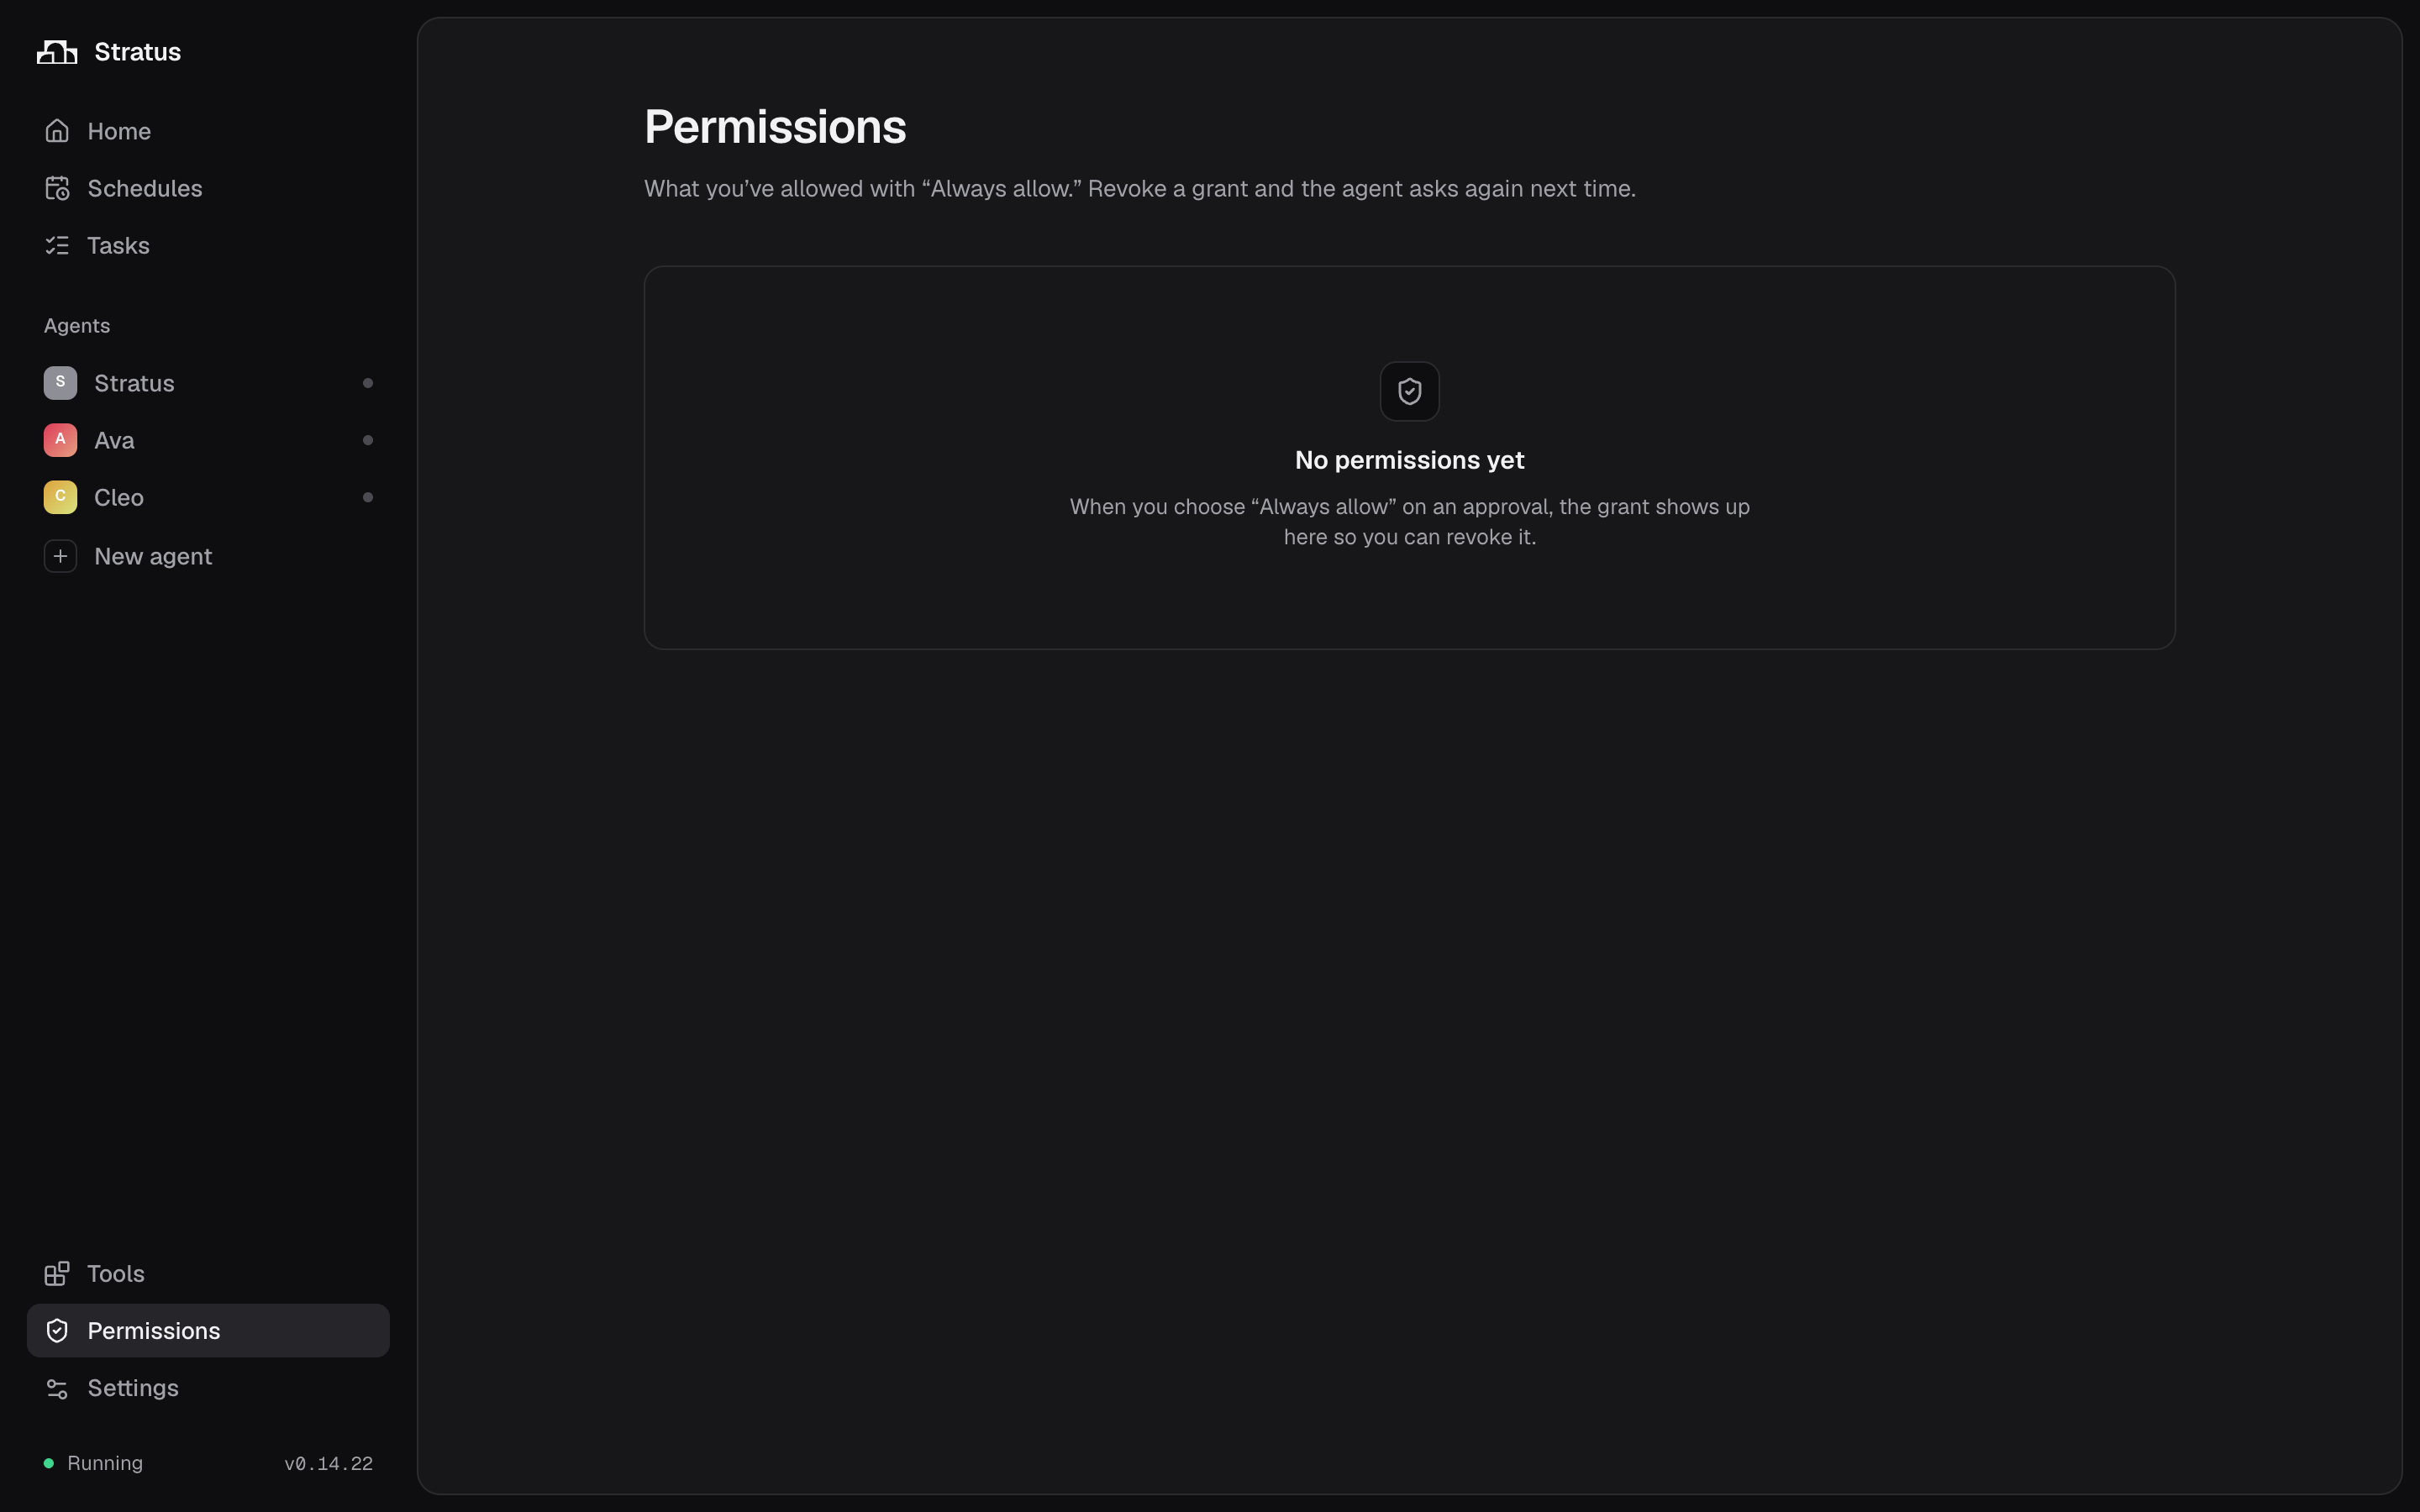 Stratus
Home
Schedules
Tasks
Agents
S Stratus
A Ava
C Cleo
New agent
Tools
Permissions
Settings
Running v0.14.22
Permissions
What you’ve allowed with “Always allow.” Revoke a grant and the agent asks again next time.
No permissions yet
When you choose “Always allow” on an approval, the grant shows up
here so you can revoke it.